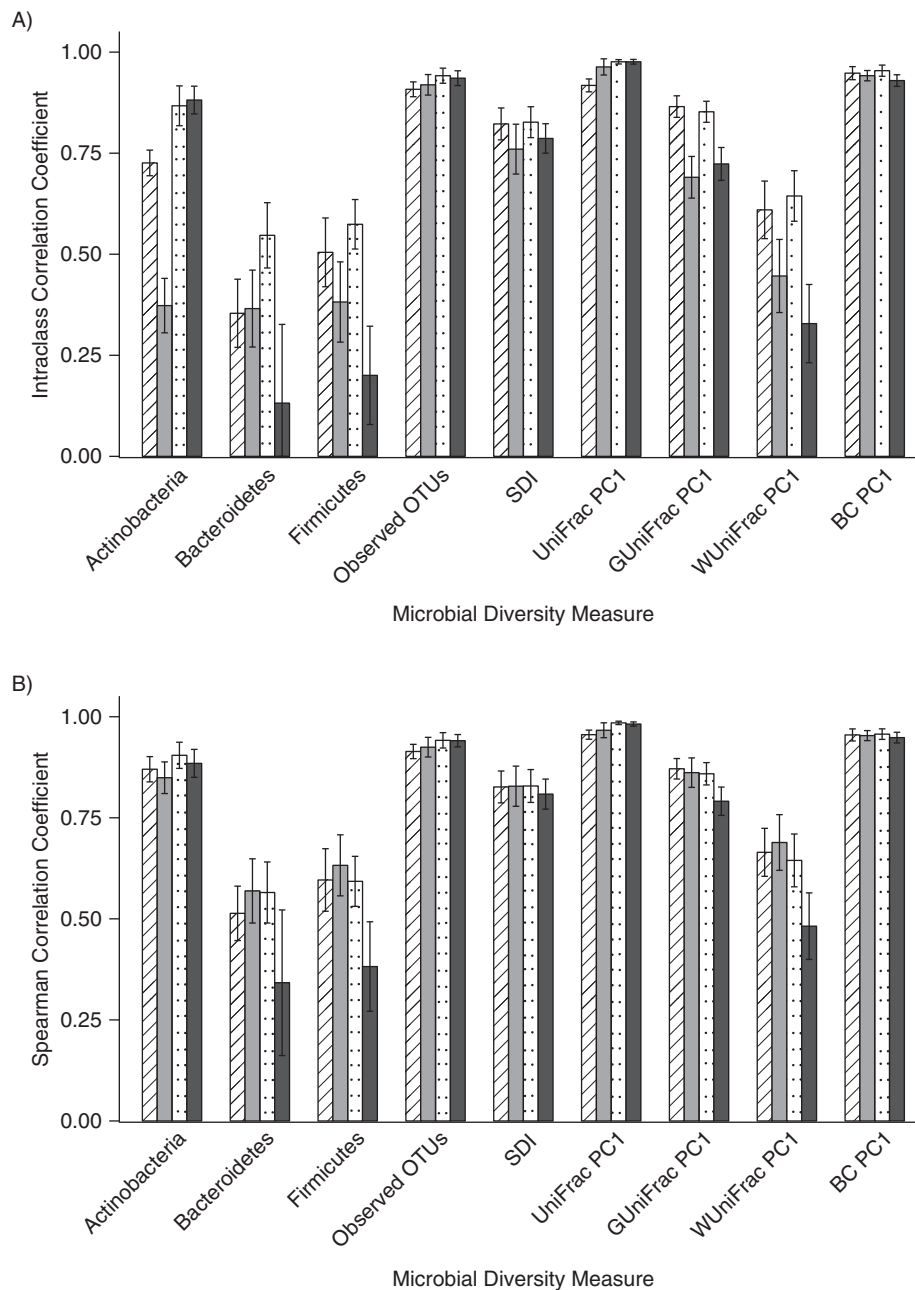 A)
1.00
0.75
0.50
0.25
0.00
Intraclass Correlation Coefficient
Actinobacteria
Bacteroidetes
Firmicutes
Observed OTUs
SDI
UniFrac PC1
GUniFrac PC1
WUniFrac PC1
BC PC1
Microbial Diversity Measure
B)
1.00
0.75
0.50
0.25
0.00
Spearman Correlation Coefficient
Actinobacteria
Bacteroidetes
Firmicutes
Observed OTUs
SDI
UniFrac PC1
GUniFrac PC1
WUniFrac PC1
BC PC1
Microbial Diversity Measure